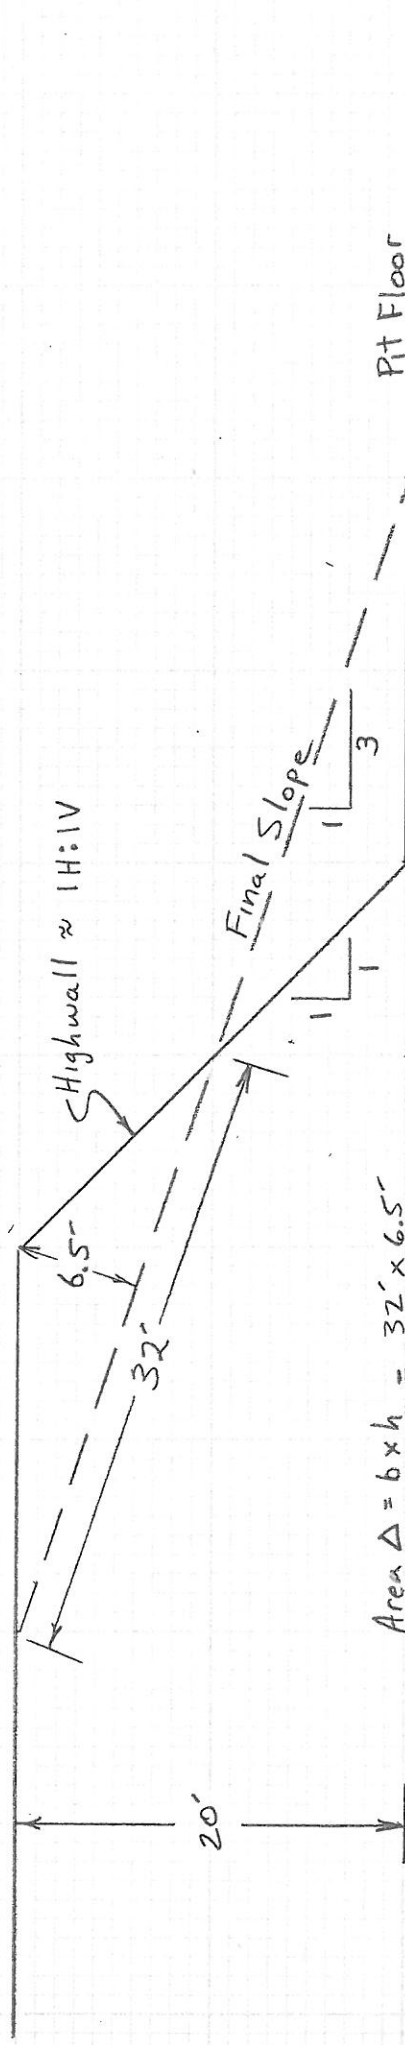 Highwall ≈ 1H:1V
6.5'
32'
Final Slope
1
3
1
1
20'
Pit Floor
Area Δ = b x h = 32' x 6.5'